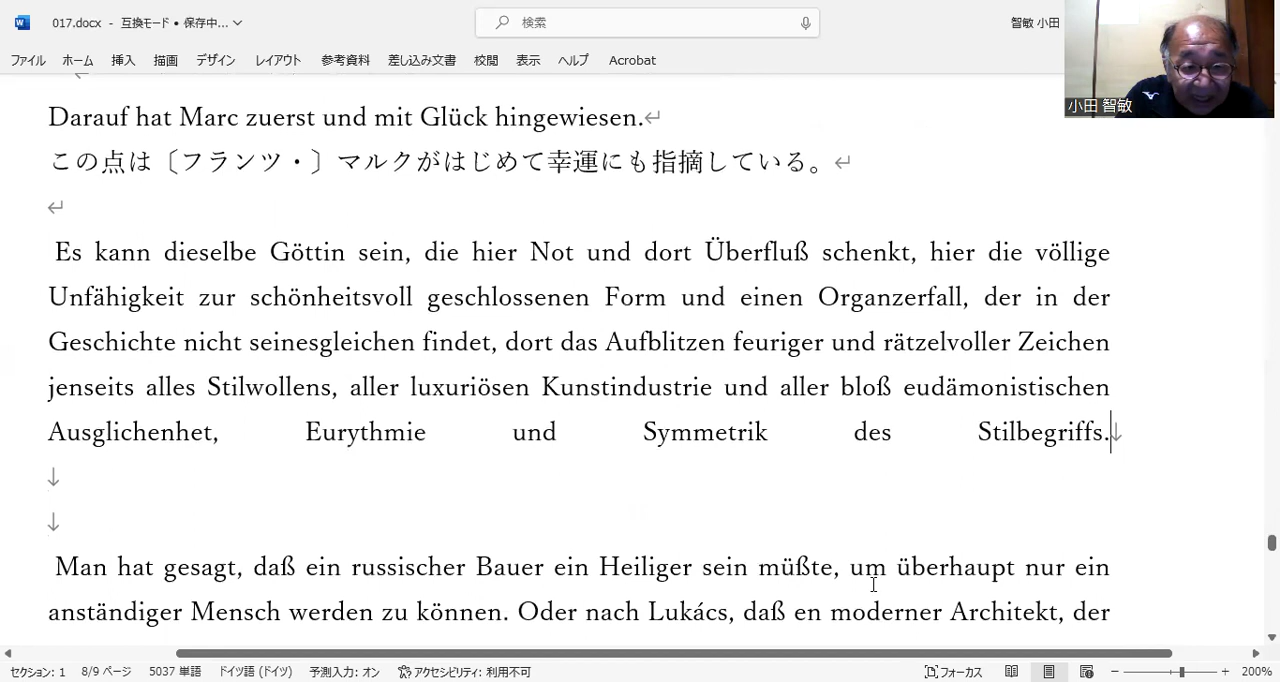 017.docx - 互換モード • 保存中...
検索
智敏 小田
ファイル ホーム 挿入 描画 デザイン レイアウト 参考資料 差し込み文書 校閲 表示 ヘルプ Acrobat
小田 智敏
Darauf hat Marc zuerst und mit Glück hingewiesen.↵
この点は〔フランツ・〕マルクがはじめて幸運にも指摘している。↵
↵
Es kann dieselbe Göttin sein, die hier Not und dort Überfluß schenkt, hier die völlige
Unfähigkeit zur schönheitsvoll geschlossenen Form und einen Organzerfall, der in der
Geschichte nicht seinesgleichen findet, dort das Aufblitzen feuriger und rätzelvoller Zeichen
jenseits alles Stilwollens, aller luxuriösen Kunstindustrie und aller bloß eudämonistischen
Ausglichenhet, Eurythmie und Symmetrik des Stilbegriffs.↓
↓
↓
Man hat gesagt, daß ein russischer Bauer ein Heiliger sein müßte, um überhaupt nur ein
anständiger Mensch werden zu können. Oder nach Lukács, daß en moderner Architekt, der
セクション: 1 8/9 ページ 5037 単語 ドイツ語 (ドイツ) 予測入力: オン アクセシビリティ: 利用不可 フォーカス 200%